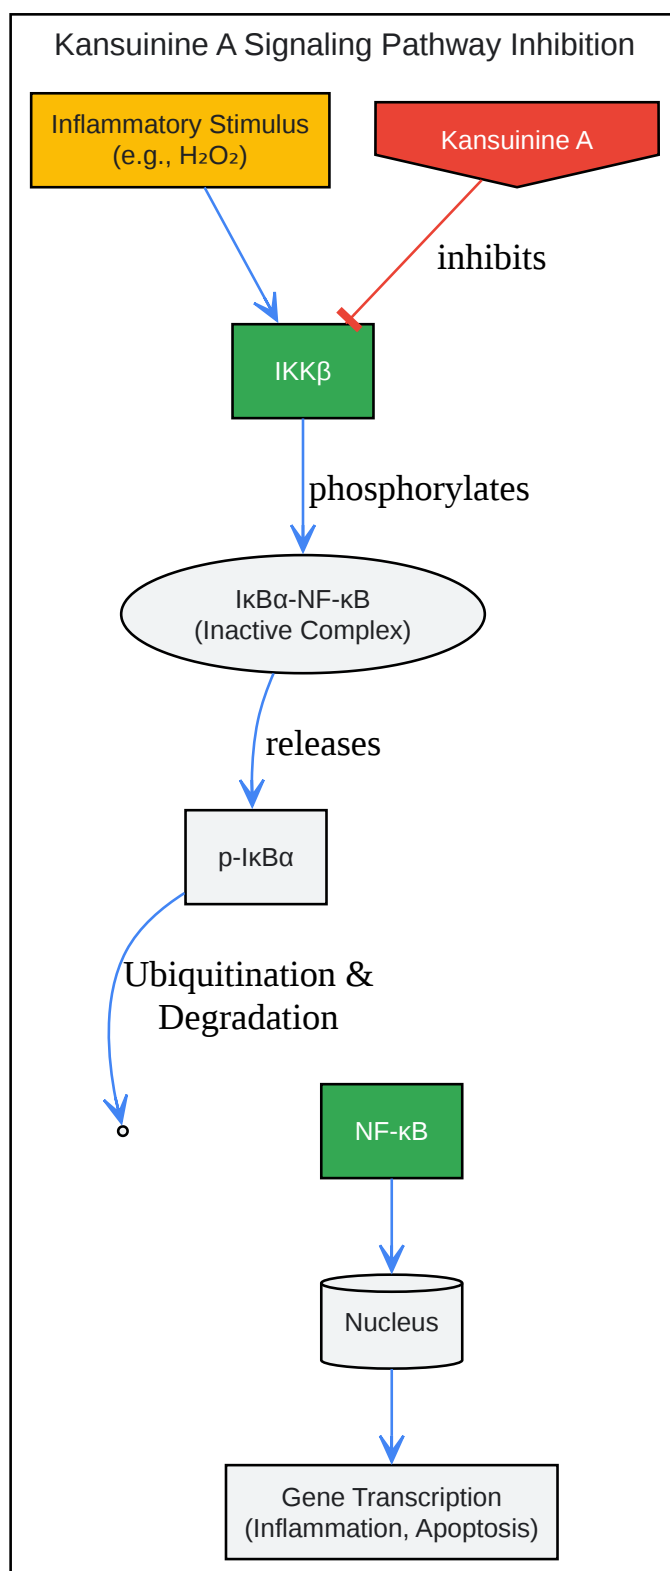 Kansuinine A Signaling Pathway Inhibition
Inflammatory Stimulus
(e.g., H₂O₂)
Kansuinine A
inhibits
IKKβ
phosphorylates
IκBα-NF-κB
(Inactive Complex)
releases
p-IκBα
Ubiquitination &
Degradation
NF-κB
Nucleus
Gene Transcription
(Inflammation, Apoptosis)